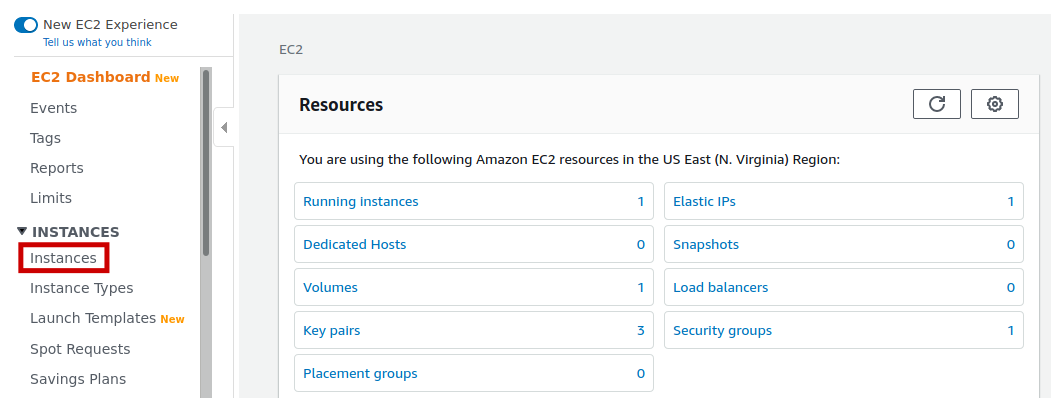 New EC2 Experience
Tell us what you think
EC2 Dashboard New
Events
Tags
Reports
Limits
INSTANCES
Instances
Instance Types
Launch Templates New
Spot Requests
Savings Plans
EC2
Resources
You are using the following Amazon EC2 resources in the US East (N. Virginia) Region:
Running instances 1
Elastic IPs 1
Dedicated Hosts 0
Snapshots 0
Volumes 1
Load balancers 0
Key pairs 3
Security groups 1
Placement groups 0